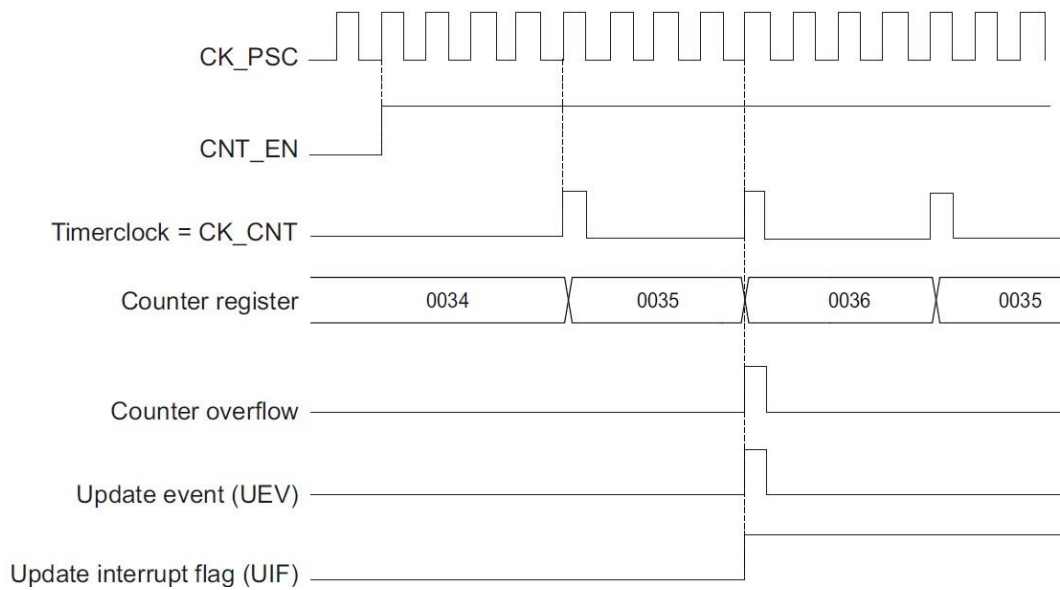 CK_PSC
CNT_EN
Timerclock = CK_CNT
Counter register 0034 0035 0036 0035
Counter overflow
Update event (UEV)
Update interrupt flag (UIF)